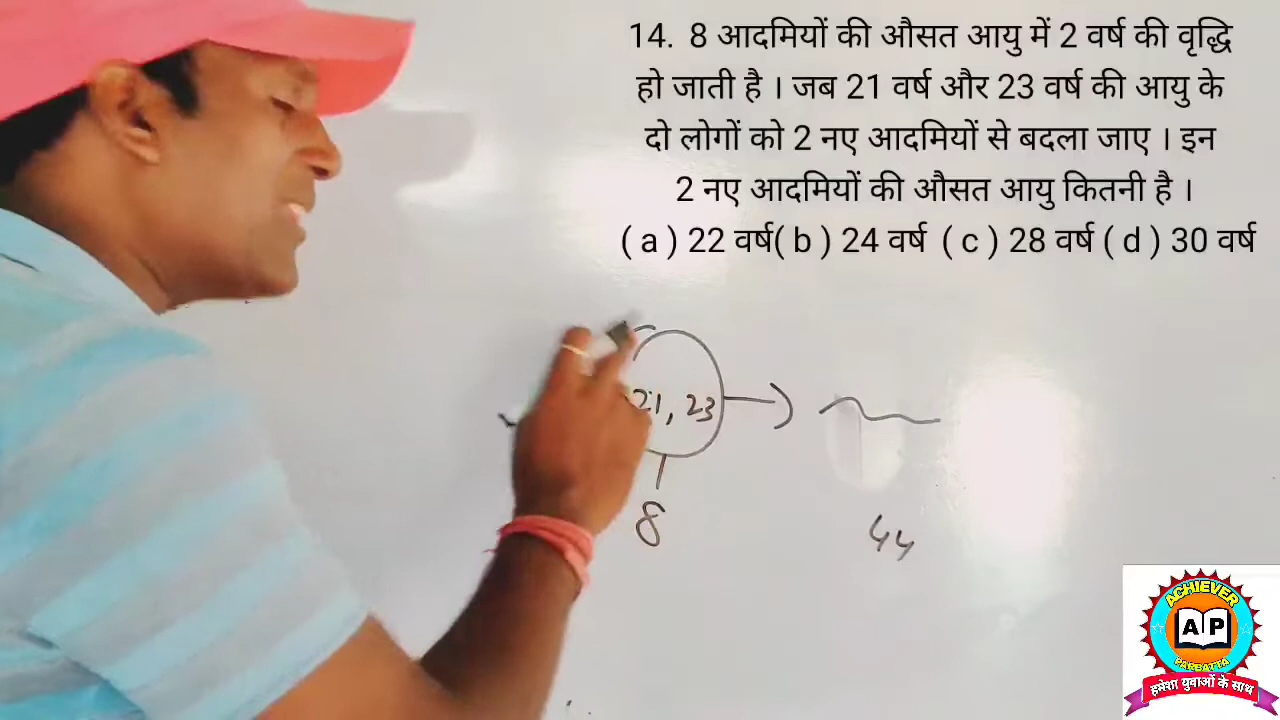 14. 8 आदमियों की औसत आयु में 2 वर्ष की वृद्धि
हो जाती है । जब 21 वर्ष और 23 वर्ष की आयु के
दो लोगों को 2 नए आदमियों से बदला जाए । इन
2 नए आदमियों की औसत आयु कितनी है ।
( a ) 22 वर्ष( b ) 24 वर्ष ( c ) 28 वर्ष ( d ) 30 वर्ष
21, 23
8
44
ACHIEVER
AP
PARBATTA
हमेशा युवाओं के साथ